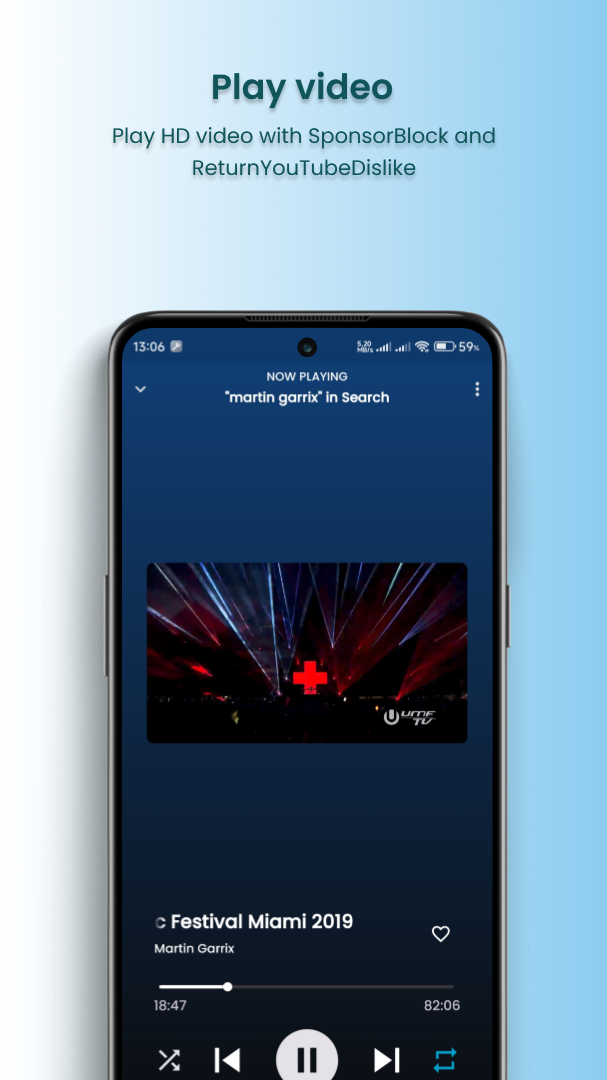 Play video
Play HD video with SponsorBlock and
ReturnYouTubeDislike
13:06
5.20
MB/s
59%
NOW PLAYING
"martin garrix" in Search
UMF
TV
c Festival Miami 2019
Martin Garrix
18:47
82:06